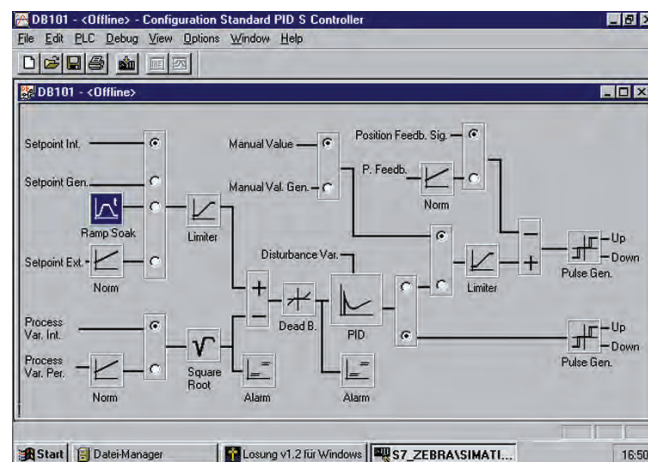 DB101 - <Offline> - Configuration Standard PID S Controller
File Edit PLC Debug View Options Window Help
DB101 - <Offline>
Setpoint Int.
Manual Value
Position Feedb. Sig.
P. Feedb.
Setpoint Gen.
Manual Val. Gen.
Norm
Ramp Soak
Limiter
Up
Down
Disturbance Var.
Setpoint Ext.
Limiter
Pulse Gen.
Norm
Dead B.
PID
Process
Var. Int.
Up
Down
Process
Var. Per.
Square
Root
Pulse Gen.
Norm
Alarm
Alarm
Start
Datei-Manager
Losung v1.2 für Windows
S7_ZEBRA\SIMATI...
16:50